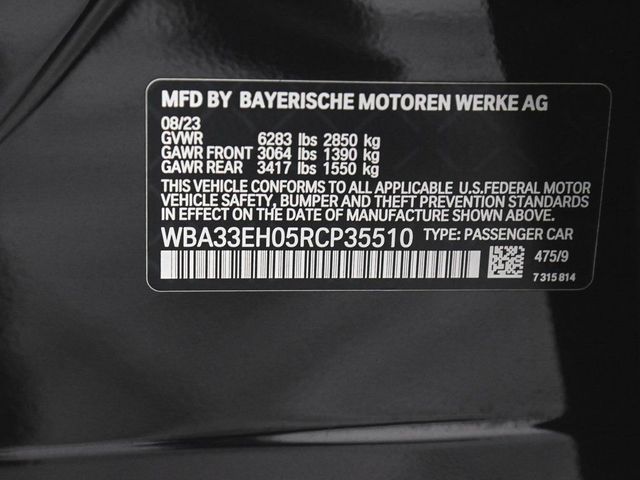 MFD BY BAYERISCHE MOTOREN WERKE AG
08/23
GVWR 6283 lbs 2850 kg
GAWR FRONT 3064 lbs 1390 kg
GAWR REAR 3417 lbs 1550 kg
THIS VEHICLE CONFORMS TO ALL APPLICABLE U.S.FEDERAL MOTOR
VEHICLE SAFETY, BUMPER AND THEFT PREVENTION STANDARDS
IN EFFECT ON THE DATE OF MANUFACTURE SHOWN ABOVE.
WBA33EH05RCP35510 TYPE: PASSENGER CAR
475/9
7 315 814